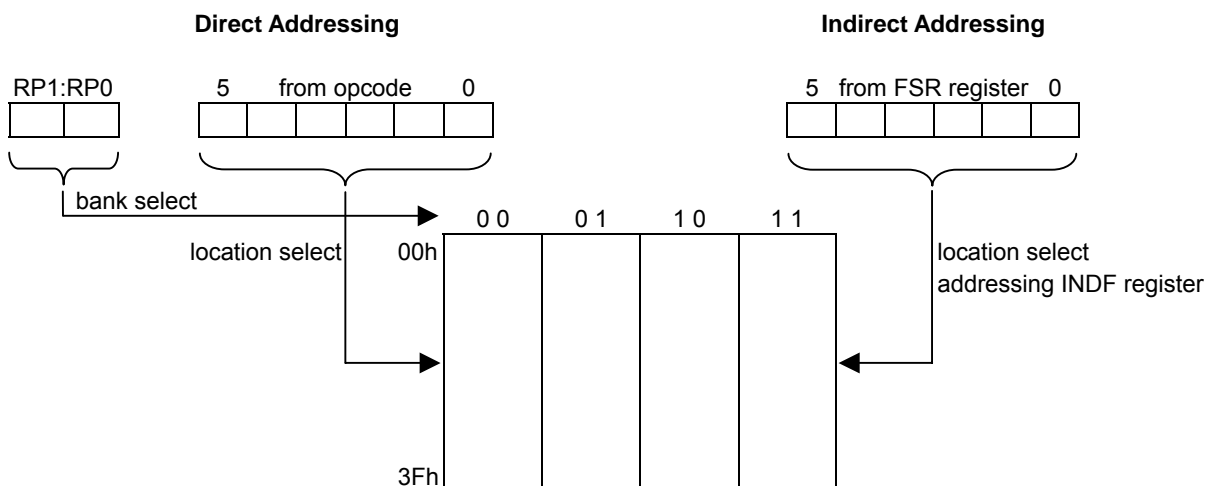 Direct Addressing
Indirect Addressing
RP1:RP0
5 from opcode 0
5 from FSR register 0
bank select
location select
00h
0 0 0 1 1 0 1 1
location select
addressing INDF register
3Fh